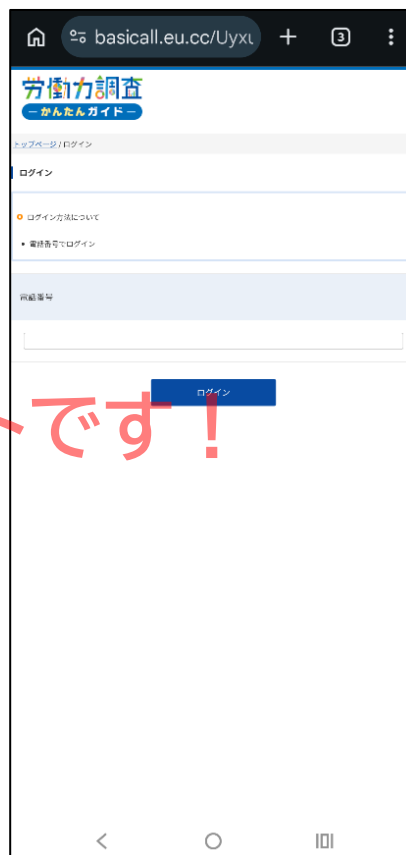 basicall.eu.cc/Uyxu
3
労働力調査
－かんたんガイド－
トップページ / ログイン
ログイン
ログイン方法について
・電話番号でログイン
電話番号
ログイン
トです！